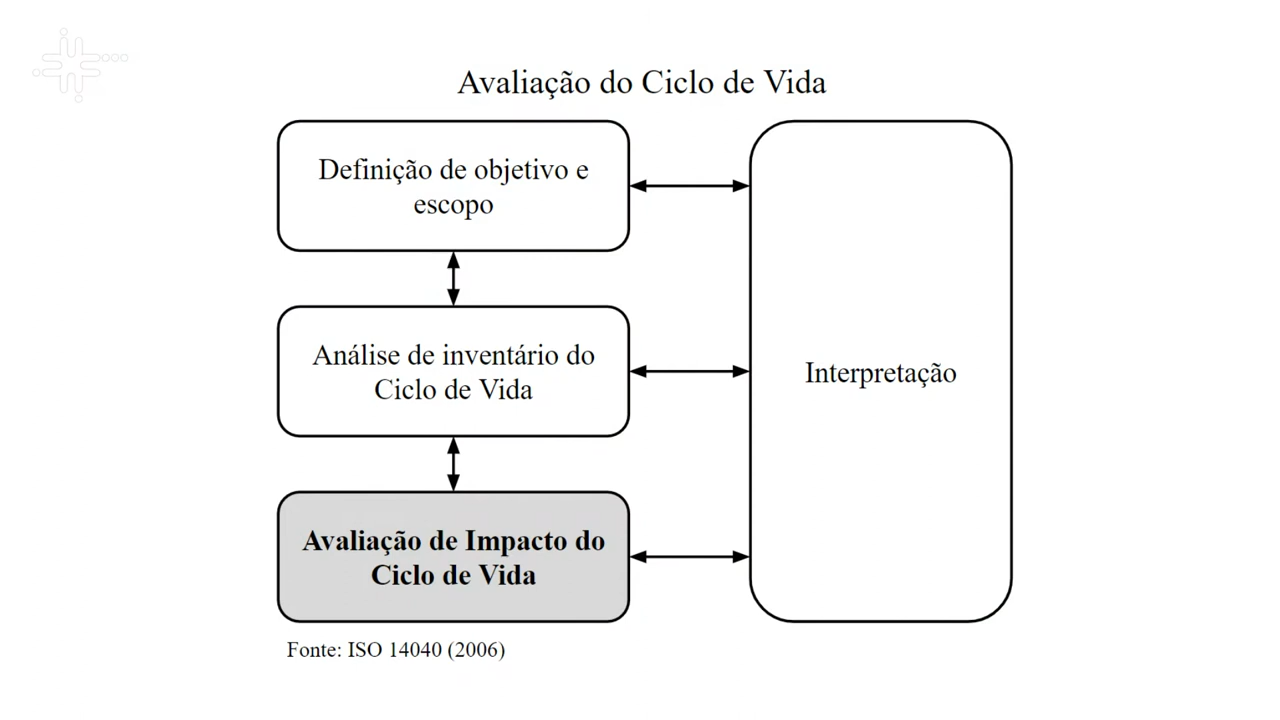 Avaliação do Ciclo de Vida
Definição de objetivo e
escopo
Análise de inventário do
Ciclo de Vida
Avaliação de Impacto do
Ciclo de Vida
Interpretação
Fonte: ISO 14040 (2006)